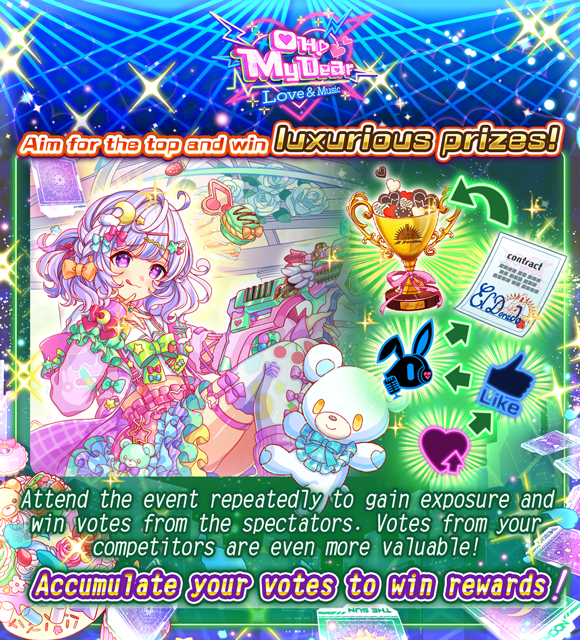 OH
My Dear
Love & Music
Aim for the top and win luxurious prizes!
contract
Like
Attend the event repeatedly to gain exposure and
win votes from the spectators. Votes from your
competitors are even more valuable!
Accumulate your votes to win rewards!
THE SUN